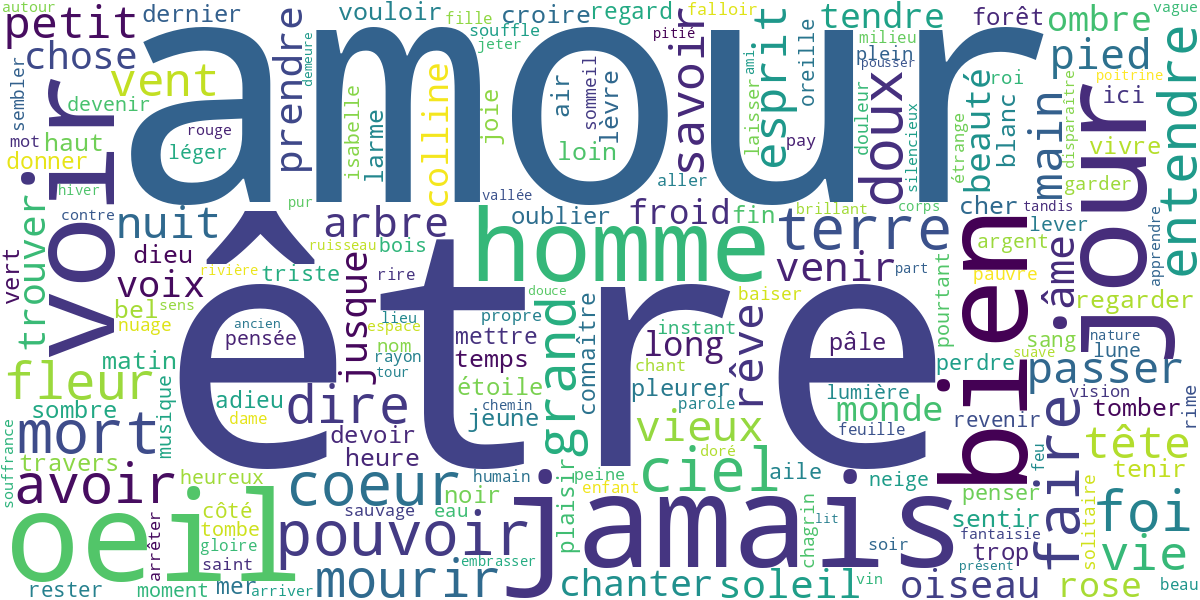 autour
petit
dernier
vouloir
fille
croire
regard
falloir
tendre
forêt
ombre
vague
souffle
jeter
pitié
chose
vent
prendre
demeure
amour
savoir
esprit
ami
laisser
milieu
plein
pousser
oreille
pied
roi
poitrine
sembler
devenir
voir
mot
haut
donner
rouge
léger
isabelle
larme
colline
joie
air
sommeil
lèvre
loin
pay
douleur
doux
silencieux
étrange
beauté
blanc
main
disparaître
ici
vivre
garder
entendre
jour
hiver
pur
vallée
aller
contre
nuit
arbre
oublier
froid
fin
brillant
corps
cher
tandis
lever
apprendre
trouver
dieu
ruisseau
bois
homme
terre
argent
vert
voix
rivière
triste
jusque
rire
venir
part
pauvre
âme
être
espace
douce
baiser
bien
pourtant
regarder
bel
sens
nuage
ancien
pensée
lieu
propre
grand
connaître
instant
long
rêve
pâle
sang
nature
lune
nom
mettre
temps
rayon
tour
matin
fleur
étoile
chant
pleurer
lumière
perdre
suave
passer
vision
rime
sombre
musique
adieu
dame
dire
chemin
jeune
parole
monde
revenir
tomber
mort
devoir
heure
vieux
feuille
faire
feu
tête
souffrance
travers
avoir
heureux
coeur
humain
doré
plaisir
peine
ciel
aile
neige
penser
tenir
oeil
côté
tombe
gloire
saint
arrêter
sauvage
noir
eau
pouvoir
enfant
jamais
chagrin
lit
soir
sentir
fantaisie
trop
solitaire
foi
vie
embrasser
rester
moment
mer
arriver
mourir
chanter
soleil
vin
présent
oiseau
rose
beau